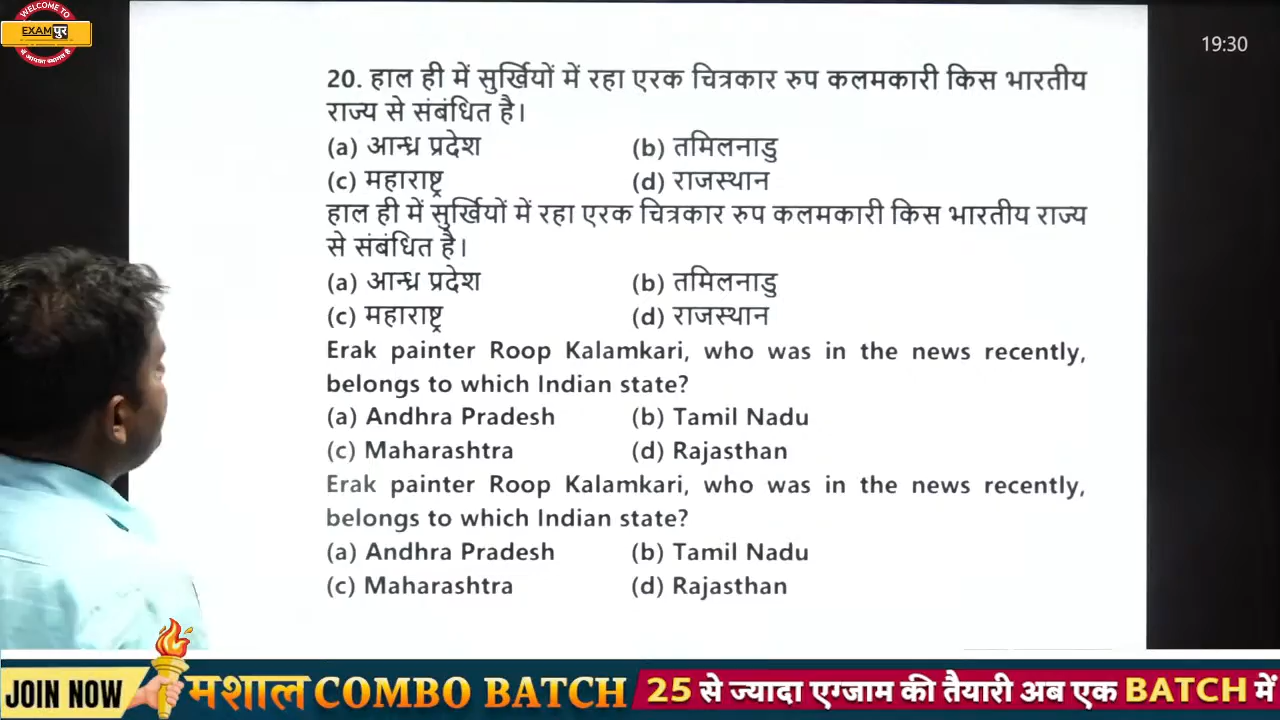 WELCOME TO
EXAMपुर
19:30
20. हाल ही में सुर्खियों में रहा एरक चित्रकार रुप कलमकारी किस भारतीय
राज्य से संबंधित है।
(a) आन्ध्र प्रदेश (b) तमिलनाडु
(c) महाराष्ट्र (d) राजस्थान
हाल ही में सुर्खियों में रहा एरक चित्रकार रुप कलमकारी किस भारतीय राज्य
से संबंधित है।
(a) आन्ध्र प्रदेश (b) तमिलनाडु
(c) महाराष्ट्र (d) राजस्थान
Erak painter Roop Kalamkari, who was in the news recently,
belongs to which Indian state?
(a) Andhra Pradesh (b) Tamil Nadu
(c) Maharashtra (d) Rajasthan
Erak painter Roop Kalamkari, who was in the news recently,
belongs to which Indian state?
(a) Andhra Pradesh (b) Tamil Nadu
(c) Maharashtra (d) Rajasthan
JOIN NOW मशाल COMBO BATCH 25 से ज्यादा एग्जाम की तैयारी अब एक BATCH में